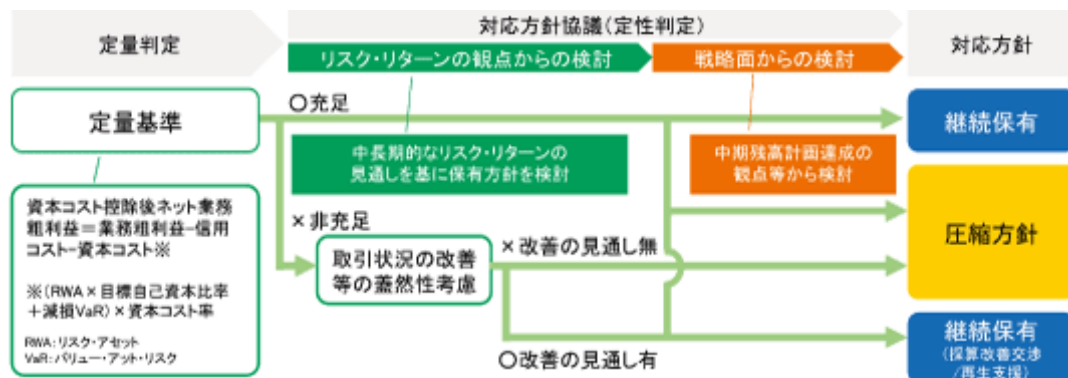 定量判定
対応方針協議(定性判定)
対応方針
リスク・リターンの観点からの検討
戦略面からの検討
定量基準
○充足
継続保有
中長期的なリスク・リターンの
見通しを基に保有方針を検討
中期残高計画達成の
観点等から検討
資本コスト控除後ネット業務
粗利益=業務粗利益-信用
コスト-資本コスト※
※(RWA×目標自己資本比率
+減損VaR)×資本コスト率
RWA:リスク・アセット
VaR:バリュー・アット・リスク
×非充足
取引状況の改善
等の蓋然性考慮
×改善の見通し無
圧縮方針
○改善の見通し有
継続保有
(採算改善交渉
/再生支援)